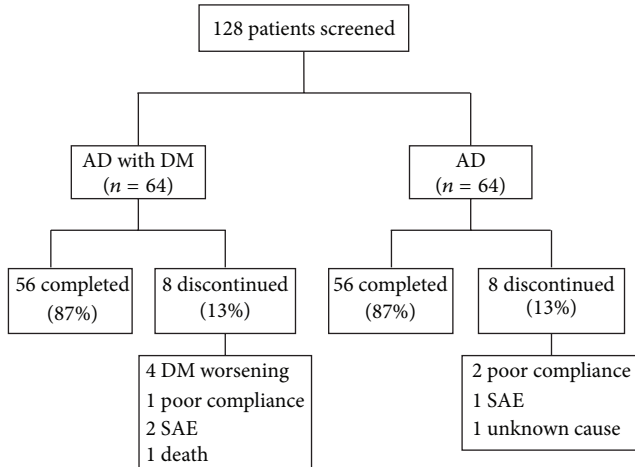 128 patients screened
AD with DM
(n = 64)
AD
(n = 64)
56 completed
(87%)
8 discontinued
(13%)
56 completed
(87%)
8 discontinued
(13%)
4 DM worsening
1 poor compliance
2 SAE
1 death
2 poor compliance
1 SAE
1 unknown cause